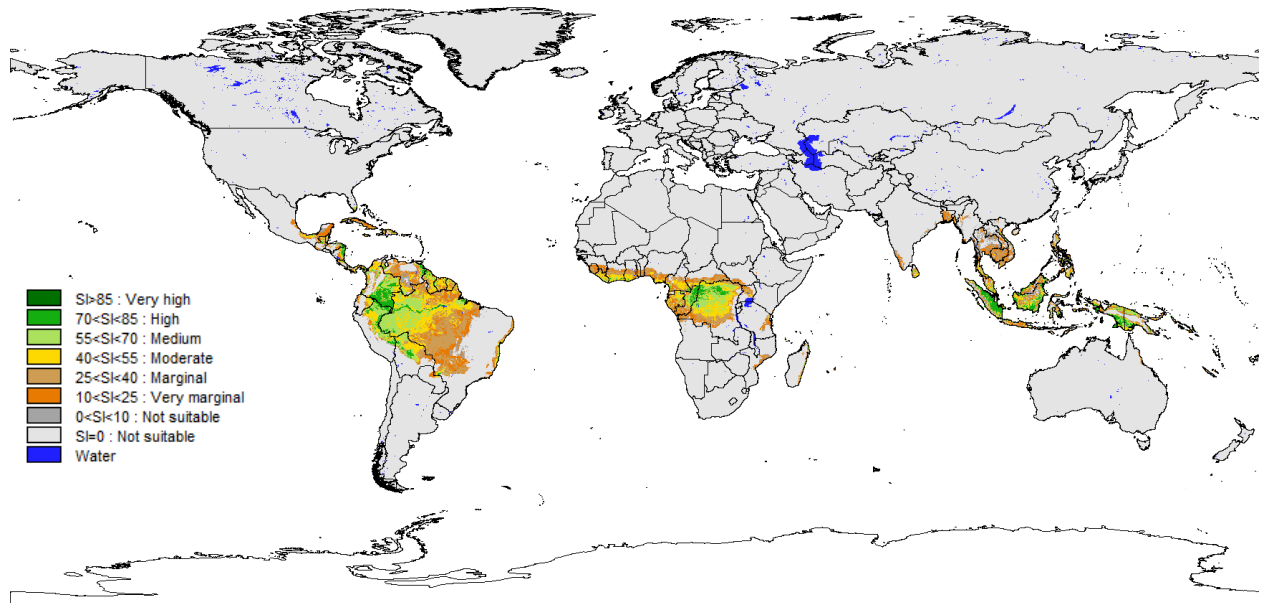 SI>85 : Very high
70<SI<85 : High
55<SI<70 : Medium
40<SI<55 : Moderate
25<SI<40 : Marginal
10<SI<25 : Very marginal
0<SI<10 : Not suitable
SI=0 : Not suitable
Water